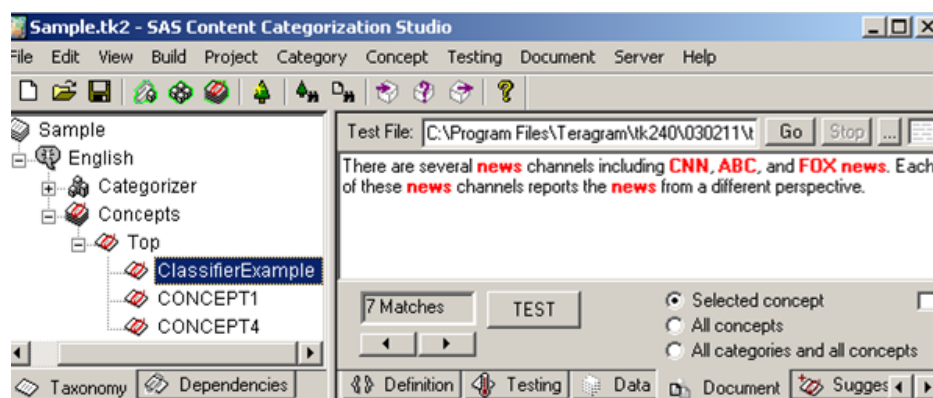 Sample.tk2 - SAS Content Categorization Studio
File Edit View Build Project Category Concept Testing Document Server Help
Sample
English
Categorizer
Concepts
Top
ClassifierExample
CONCEPT1
CONCEPT4
Taxonomy Dependencies
Test File: C:\Program Files\Teragram\tk240\030211\t Go Stop ...
There are several news channels including CNN, ABC, and FOX news. Each
of these news channels reports the news from a different perspective.
7 Matches TEST
Selected concept
All concepts
All categories and all concepts
Definition Testing Data Document Sugges